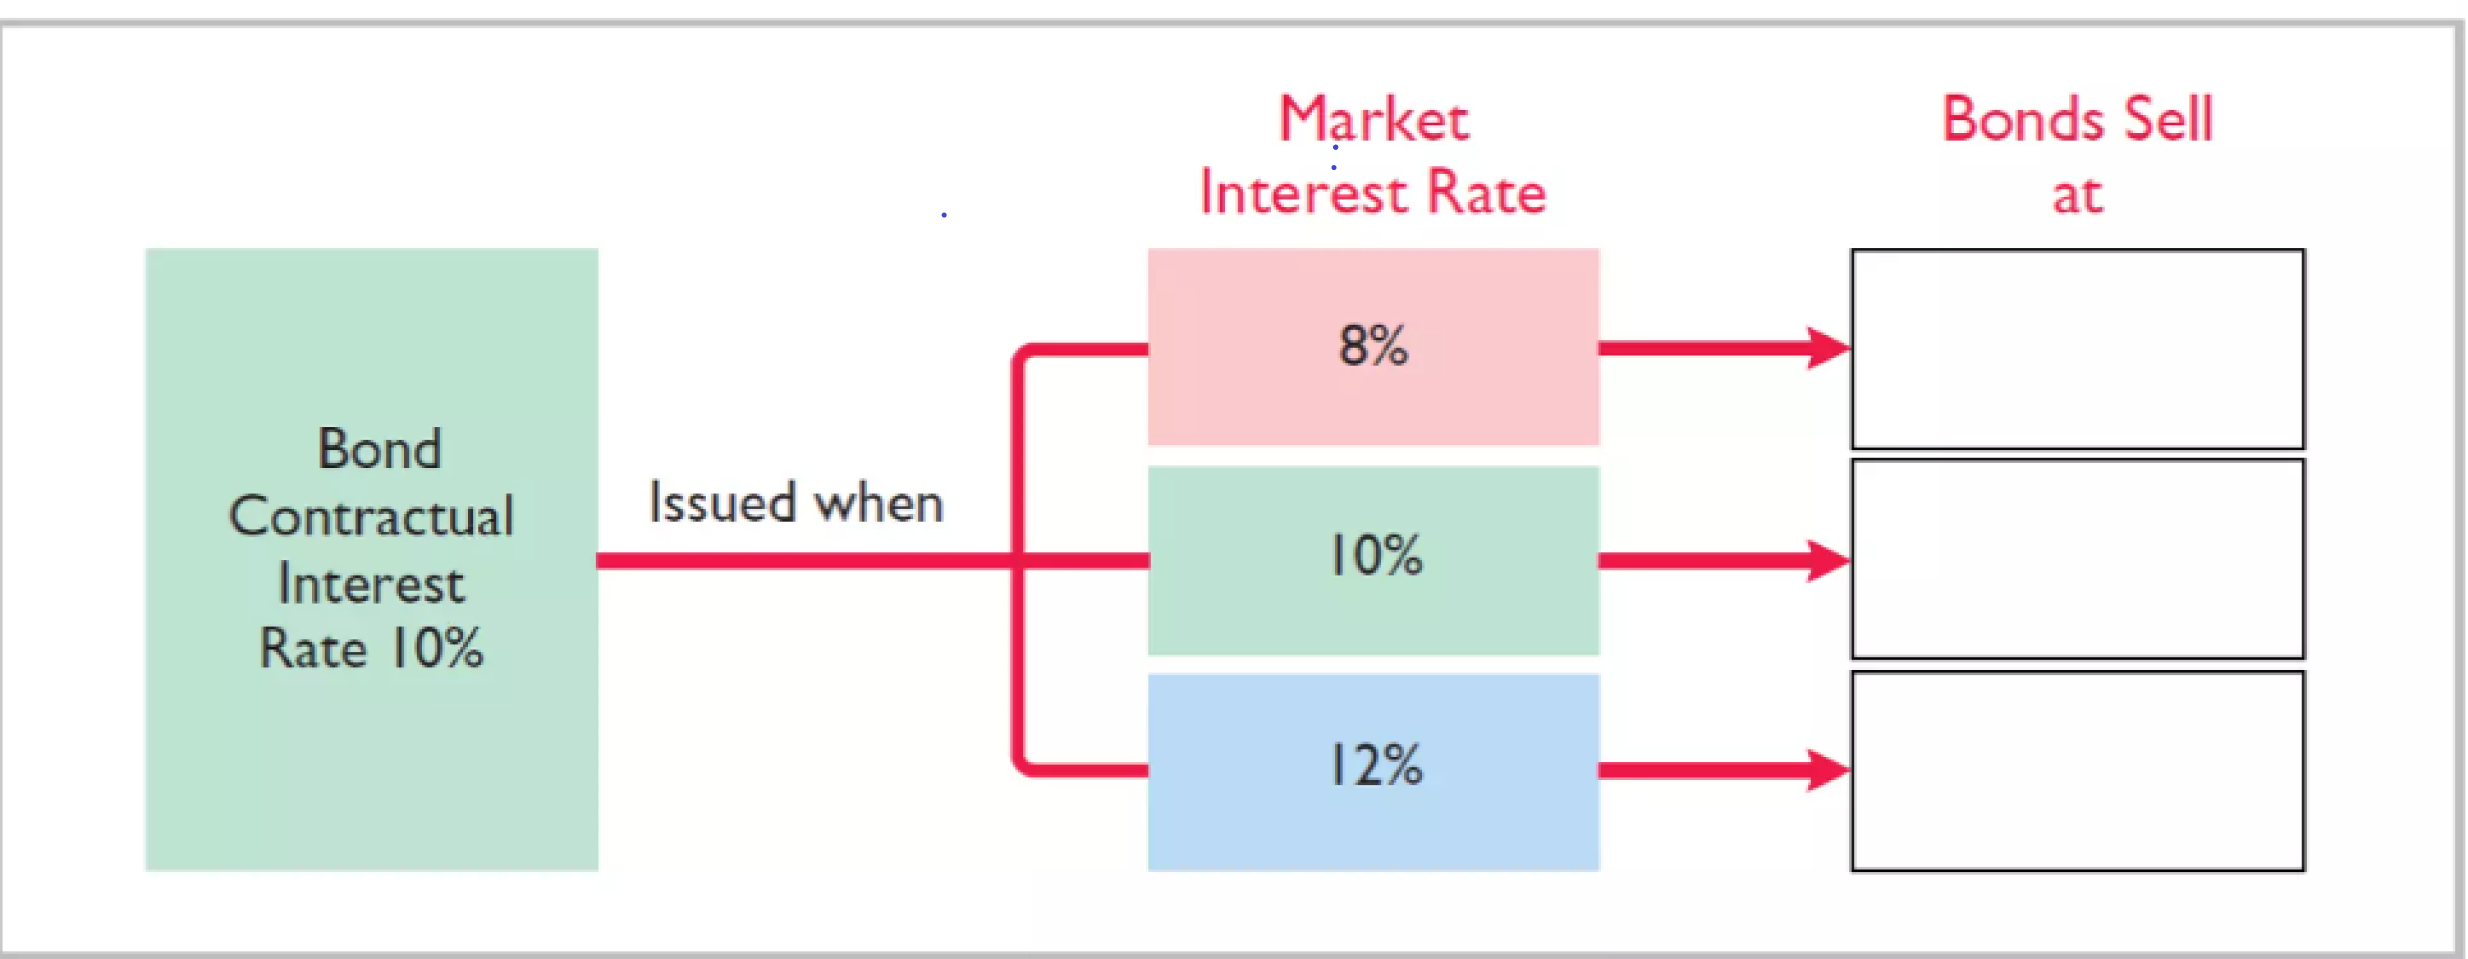 Market
Interest Rate
Bonds Sell
at
Bond
Contractual
Interest
Rate 10%
Issued when
8%
10%
12%